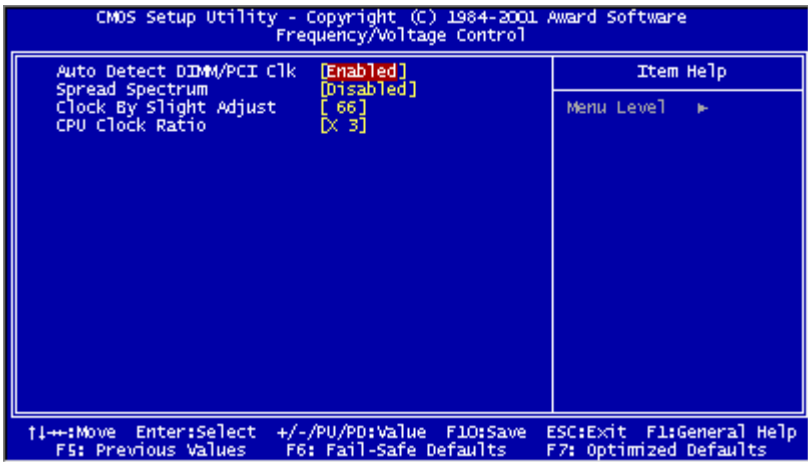 CMOS Setup Utility - Copyright (C) 1984-2001 Award Software
Frequency/Voltage Control
Auto Detect DIMM/PCI Clk [Enabled]
Spread Spectrum [Disabled]
Clock By Slight Adjust [ 66]
CPU Clock Ratio [X 3]
Item Help
Menu Level ►
↑↓→←:Move Enter:Select +/-/PU/PD:Value F10:Save ESC:Exit F1:General Help
F5: Previous Values F6: Fail-Safe Defaults F7: Optimized Defaults